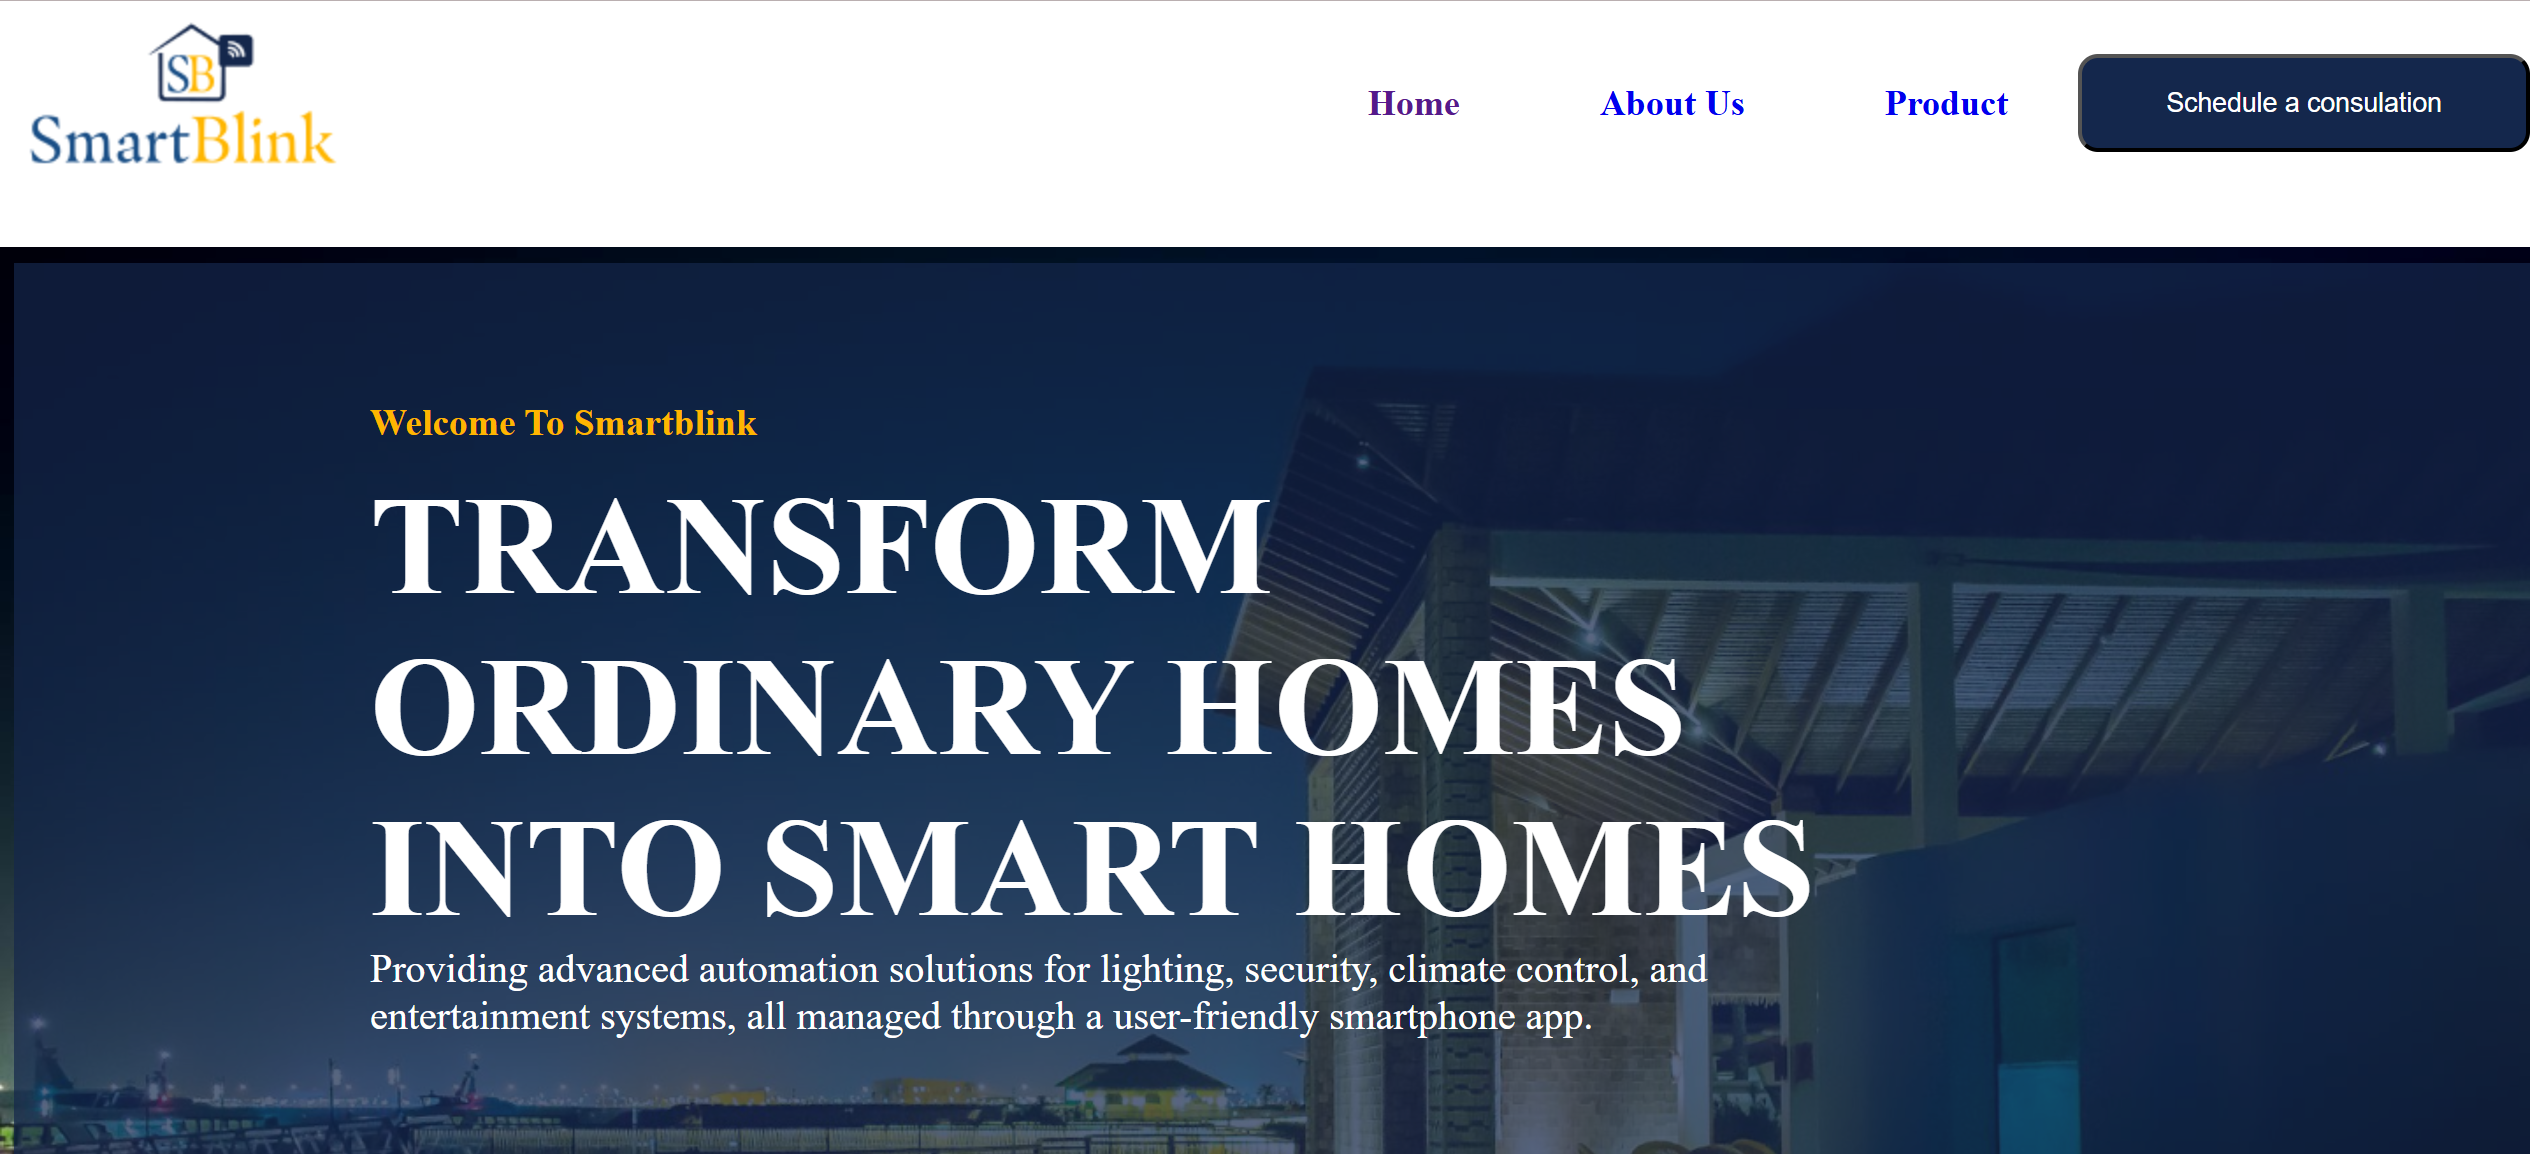 SB
SmartBlink
Home About Us Product Schedule a consulation
Welcome To Smartblink
TRANSFORM
ORDINARY HOMES
INTO SMART HOMES
Providing advanced automation solutions for lighting, security, climate control, and
entertainment systems, all managed through a user-friendly smartphone app.